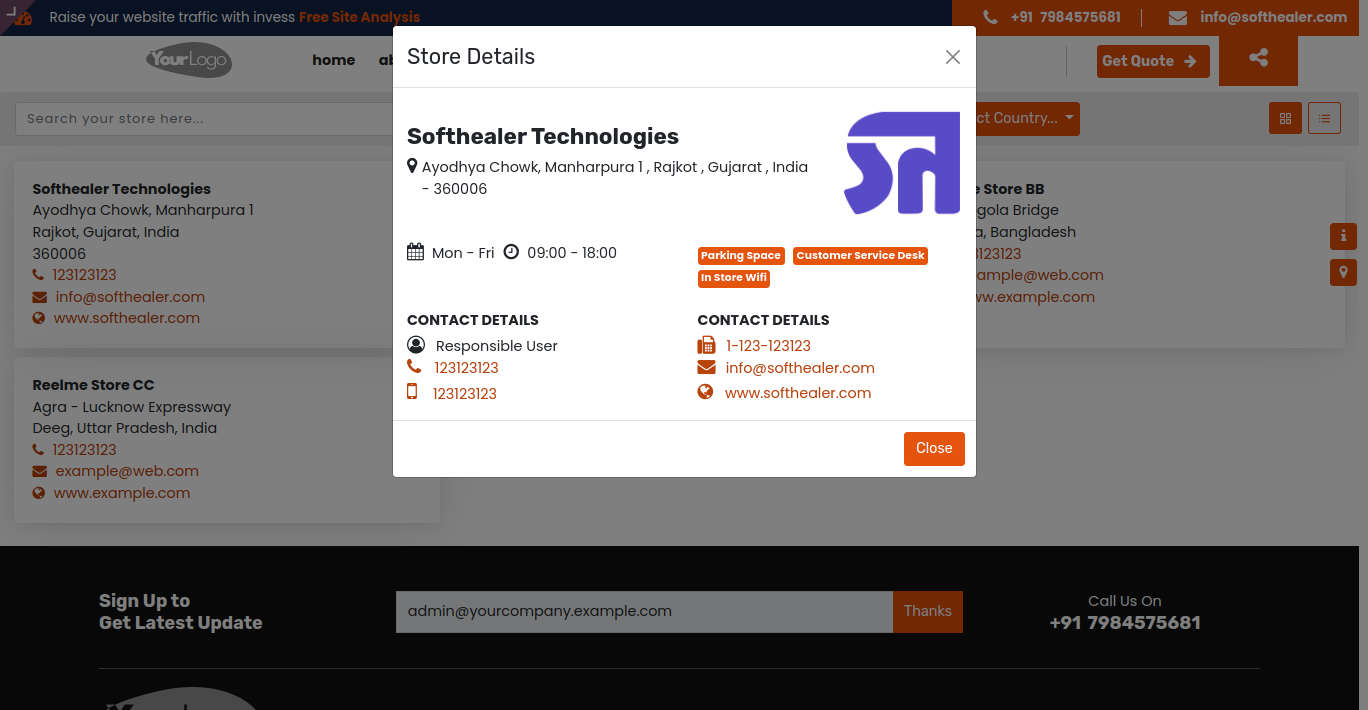 Raise your website traffic with invess Free Site Analysis
+91 7984575681
info@softhealer.com
YourLogo
home
Get Quote
Search your store here...
ct Country...
Store Details
Softhealer Technologies
Ayodhya Chowk, Manharpura 1 , Rajkot , Gujarat , India
- 360006
Mon - Fri 09:00 - 18:00
Parking Space Customer Service Desk
In Store Wifi
CONTACT DETAILS
Responsible User
123123123
123123123
CONTACT DETAILS
1-123-123123
info@softhealer.com
www.softhealer.com
Close
Softhealer Technologies
Ayodhya Chowk, Manharpura 1
Rajkot, Gujarat, India
360006
123123123
info@softhealer.com
www.softhealer.com
Store BB
gola Bridge
, Bangladesh
123123
ample@web.com
w.example.com
Reelme Store CC
Agra - Lucknow Expressway
Deeg, Uttar Pradesh, India
123123123
example@web.com
www.example.com
Sign Up to
Get Latest Update
admin@yourcompany.example.com
Thanks
Call Us On
+91 7984575681